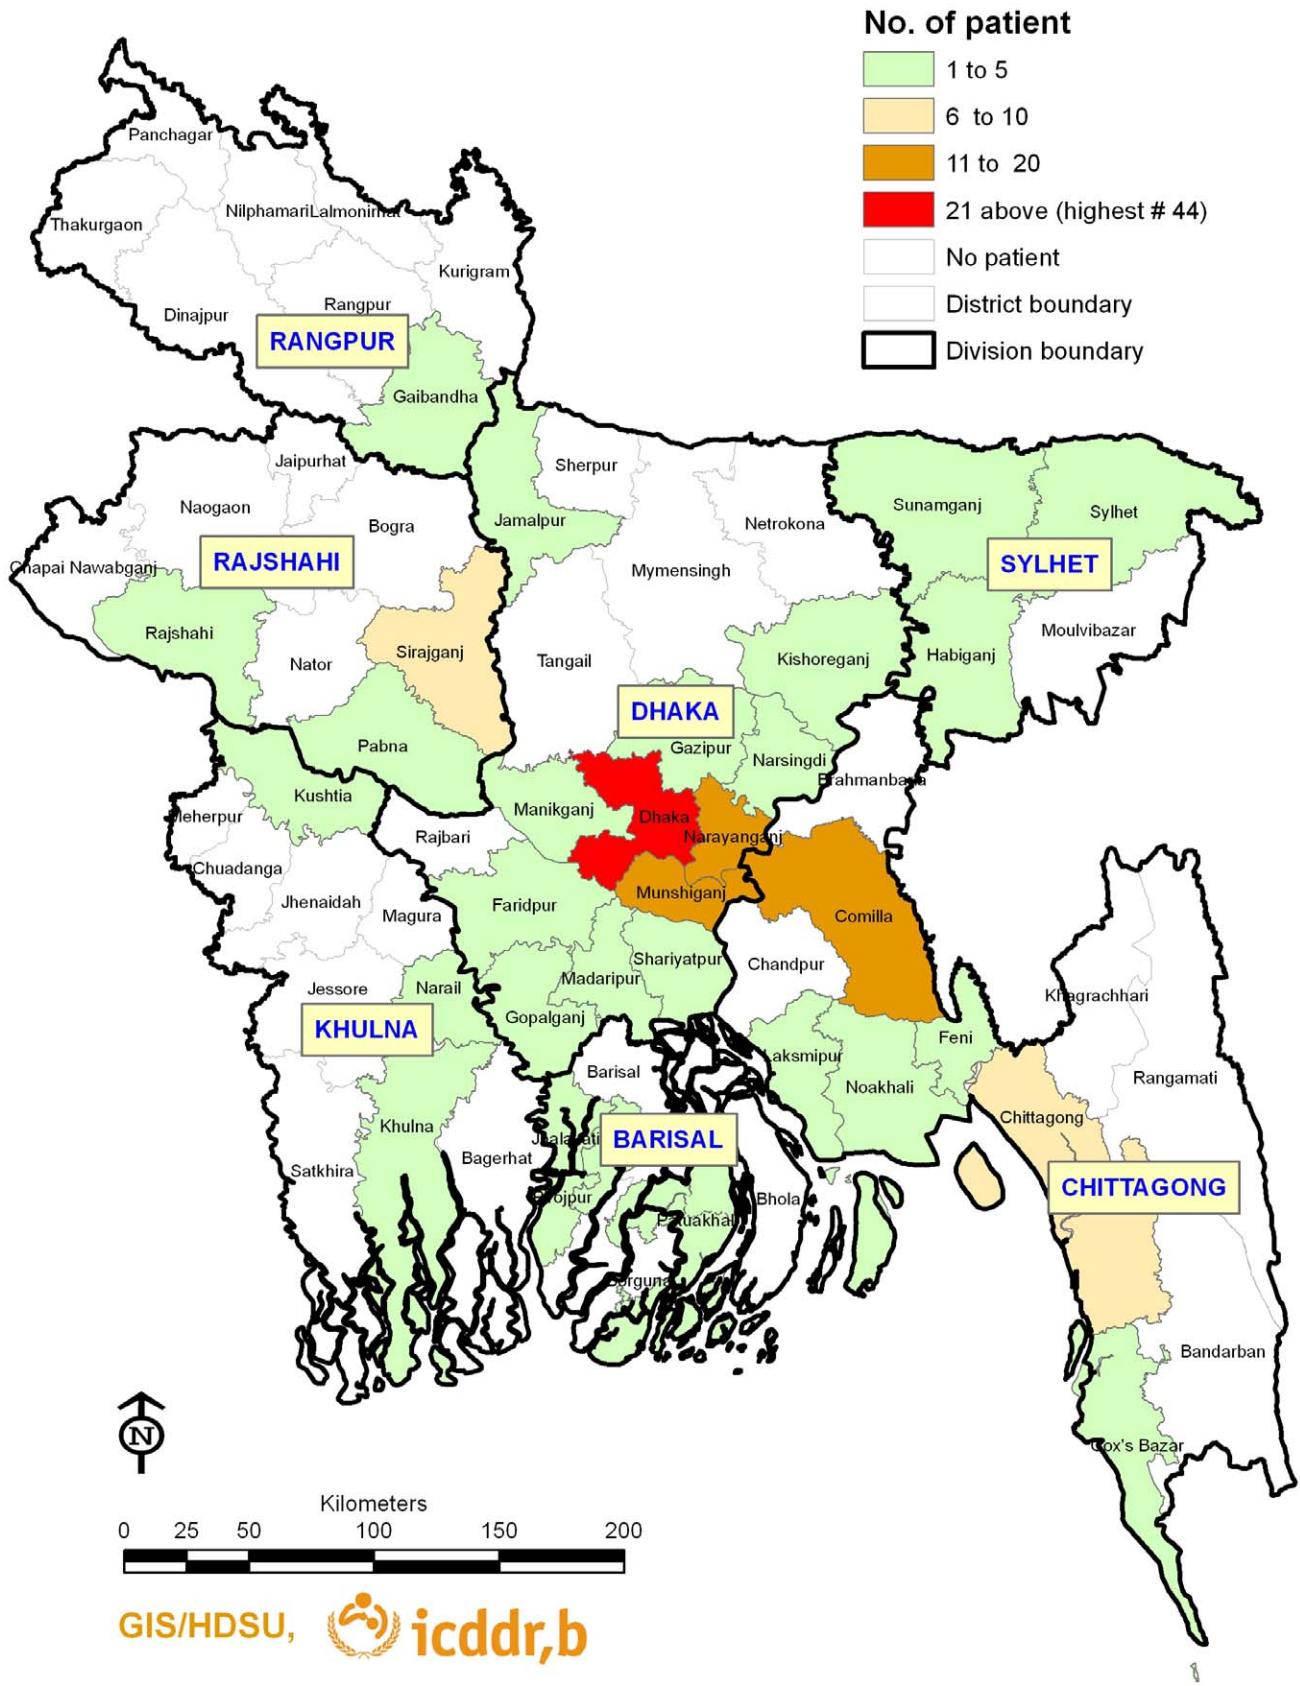 No. of patient
1 to 5
6 to 10
11 to 20
21 above (highest # 44)
No patient
District boundary
Division boundary
Panchagar
Thakurgaon
Nilphamari
Lalmonirhat
Kurigram
Dinajpur
Rangpur
RANGPUR
Gaibandha
Jaipurhat
Sherpur
Naogaon
Bogra
Jamalpur
Netrokona
Sunamganj
Sylhet
Chapai Nawabganj
RAJSHAHI
Mymensingh
SYLHET
Rajshahi
Sirajganj
Nator
Tangail
Kishoreganj
Habiganj
Moulvibazar
DHAKA
Pabna
Gazipur
Narsingdi
Brahmanbaria
Kushtia
Manikganj
Dhaka
Meherpur
Rajbari
Narayanganj
Chuadanga
Jhenaidah
Magura
Faridpur
Munshiganj
Comilla
Shariyatpur
Chandpur
Madaripur
Jessore
Narail
Gopalganj
Khagrachhari
KHULNA
Feni
Laksmipur
Noakhali
Barisal
Rangamati
Chittagong
Khulna
Jhalakati
BARISAL
Satkhira
Bagerhat
Pirojpur
Bhola
CHITTAGONG
Patuakhali
Borguna
Bandarban
Cox's Bazar
N
Kilometers
0 25 50 100 150 200
GIS/HDSU, icddr,b